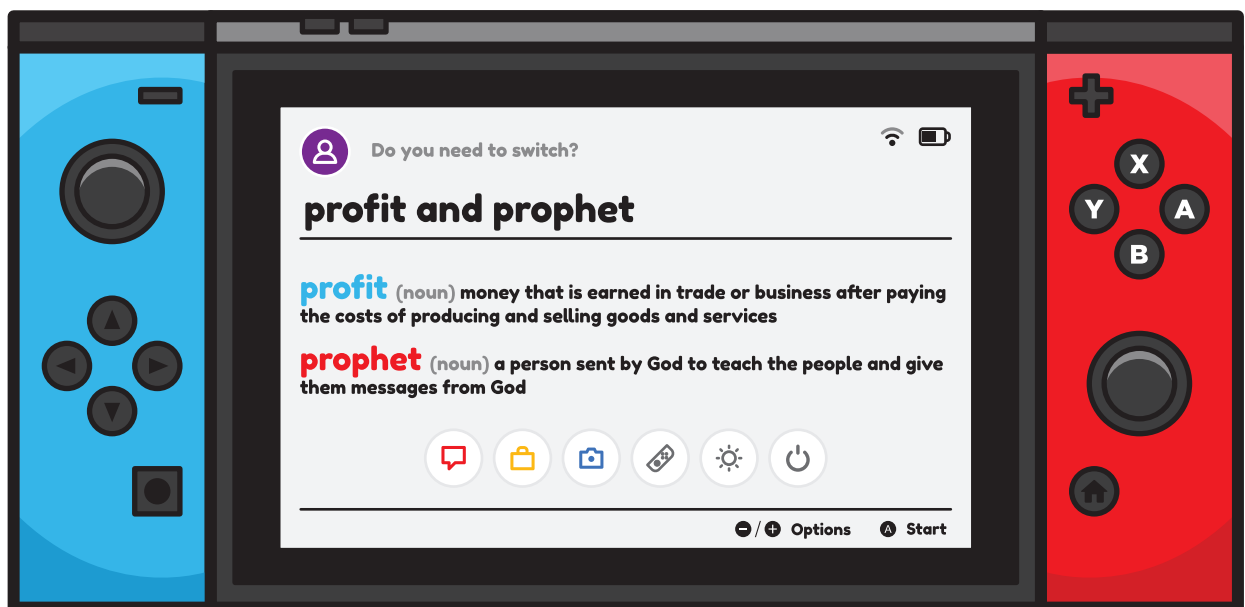 Do you need to switch?
profit and prophet
profit (noun) money that is earned in trade or business after paying
the costs of producing and selling goods and services
prophet (noun) a person sent by God to teach the people and give
them messages from God
−/+ Options A Start
X
Y A
B